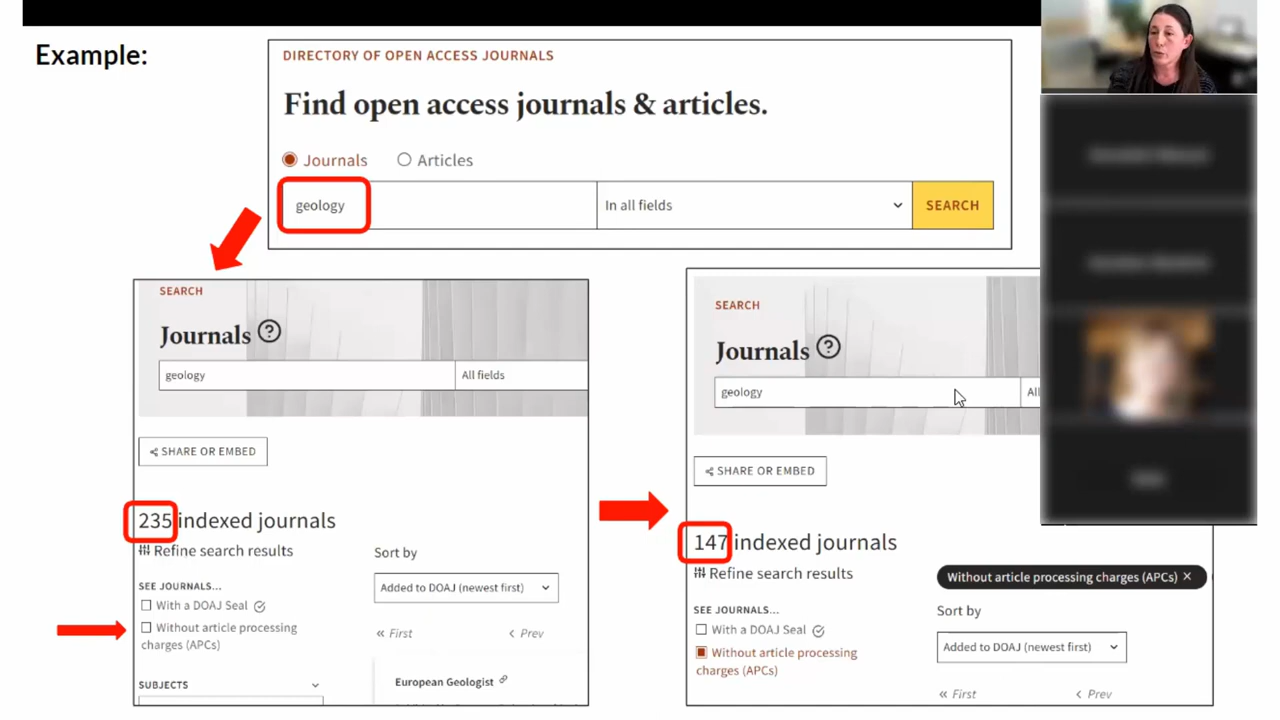 Example:
DIRECTORY OF OPEN ACCESS JOURNALS
Find open access journals & articles.
Journals Articles
geology In all fields SEARCH
SEARCH
Journals ?
geology All fields
SHARE OR EMBED
235 indexed journals
Refine search results
Sort by
SEE JOURNALS...
Added to DOAJ (newest first)
With a DOAJ Seal
Without article processing
charges (APCs)
« First ‹ Prev
SUBJECTS
European Geologist
SEARCH
Journals ?
geology All
SHARE OR EMBED
147 indexed journals
Refine search results
Without article processing charges (APCs) ×
SEE JOURNALS...
Sort by
With a DOAJ Seal
Added to DOAJ (newest first)
Without article processing
charges (APCs)
« First ‹ Prev